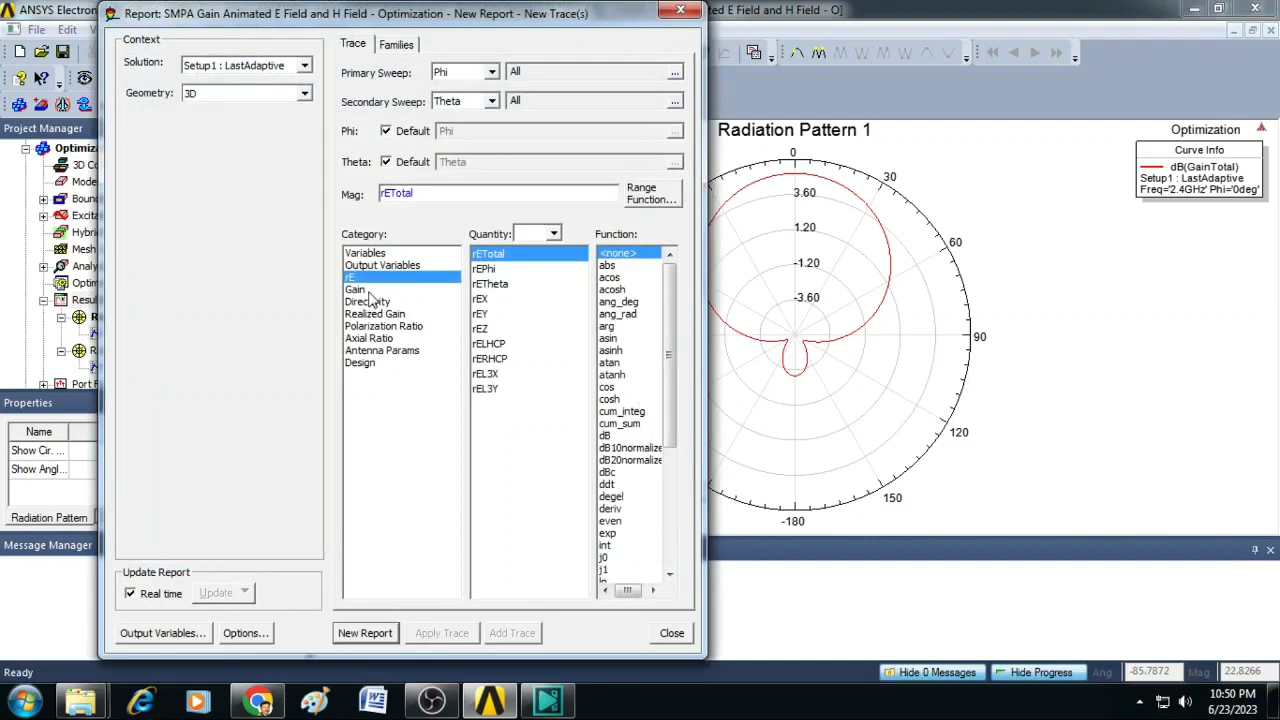 ANSYS Electron
Report: SMPA Gain Animated E Field and H Field - Optimization - New Report - New Trace(s)
ed E Field and H Field - O]
File
Edit
Context
Solution:
Setup1 : LastAdaptive
Geometry:
3D
Trace
Families
Primary Sweep:
Phi
All
...
Secondary Sweep:
Theta
All
...
Phi:
Default
Phi
...
Theta:
Default
Theta
...
Mag:
rETotal
Range
Function...
Category:
Quantity:
Function:
Variables
Output Variables
rE
Gain
Directivity
Realized Gain
Polarization Ratio
Axial Ratio
Antenna Params
Design
rETotal
rEPhi
rETheta
rEX
rEY
rEZ
rELHCP
rERHCP
rEL3X
rEL3Y
<none>
abs
acos
acosh
ang_deg
ang_rad
arg
asin
asinh
atan
atanh
cos
cosh
cum_integ
cum_sum
dB
dB10normalize
dB20normalize
dBc
ddt
degel
deriv
even
exp
int
j0
j1
ln
Update Report
Real time
Update
Output Variables...
Options...
New Report
Apply Trace
Add Trace
Close
Project Manager
Optimiz
3D Co
Mode
Boun
Excita
Hybri
Mesh
Analy
Optim
Resul
R
R
Port F
Properties
Name
Show Cir. ...
Show Angl...
Radiation Pattern
Message Manager
Radiation Pattern 1
Optimization
Curve Info
dB(GainTotal)
Setup1 : LastAdaptive
Freq='2.4GHz' Phi='0deg'
0
30
60
90
120
150
-180
3.60
1.20
-1.20
-3.60
Ready
Hide 0 Messages
Hide Progress
Ang
-85.7872
Mag
22.8266
10:50 PM
6/23/2023